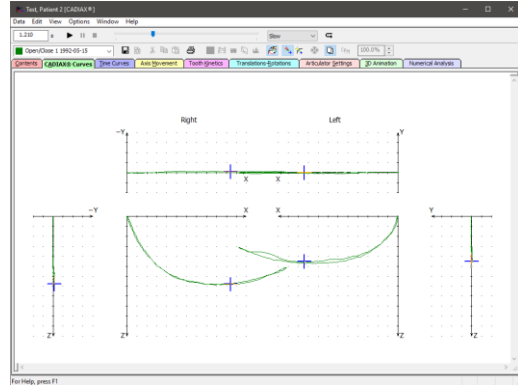 Test, Patient 2 [CADIAX®]
Data Edit View Options Window Help
1.210 s Slow
Open/Close 1 1992-03-15 100.0%
Contents CADIAX® Curves Time Curves Axis Movement Tooth Kinetics Translations-Rotations Articulator Settings 3D Animation Numerical Analysis
Right Left
-Y Y
X X
-Y X X Y
Z Z Z Z
For Help, press F1